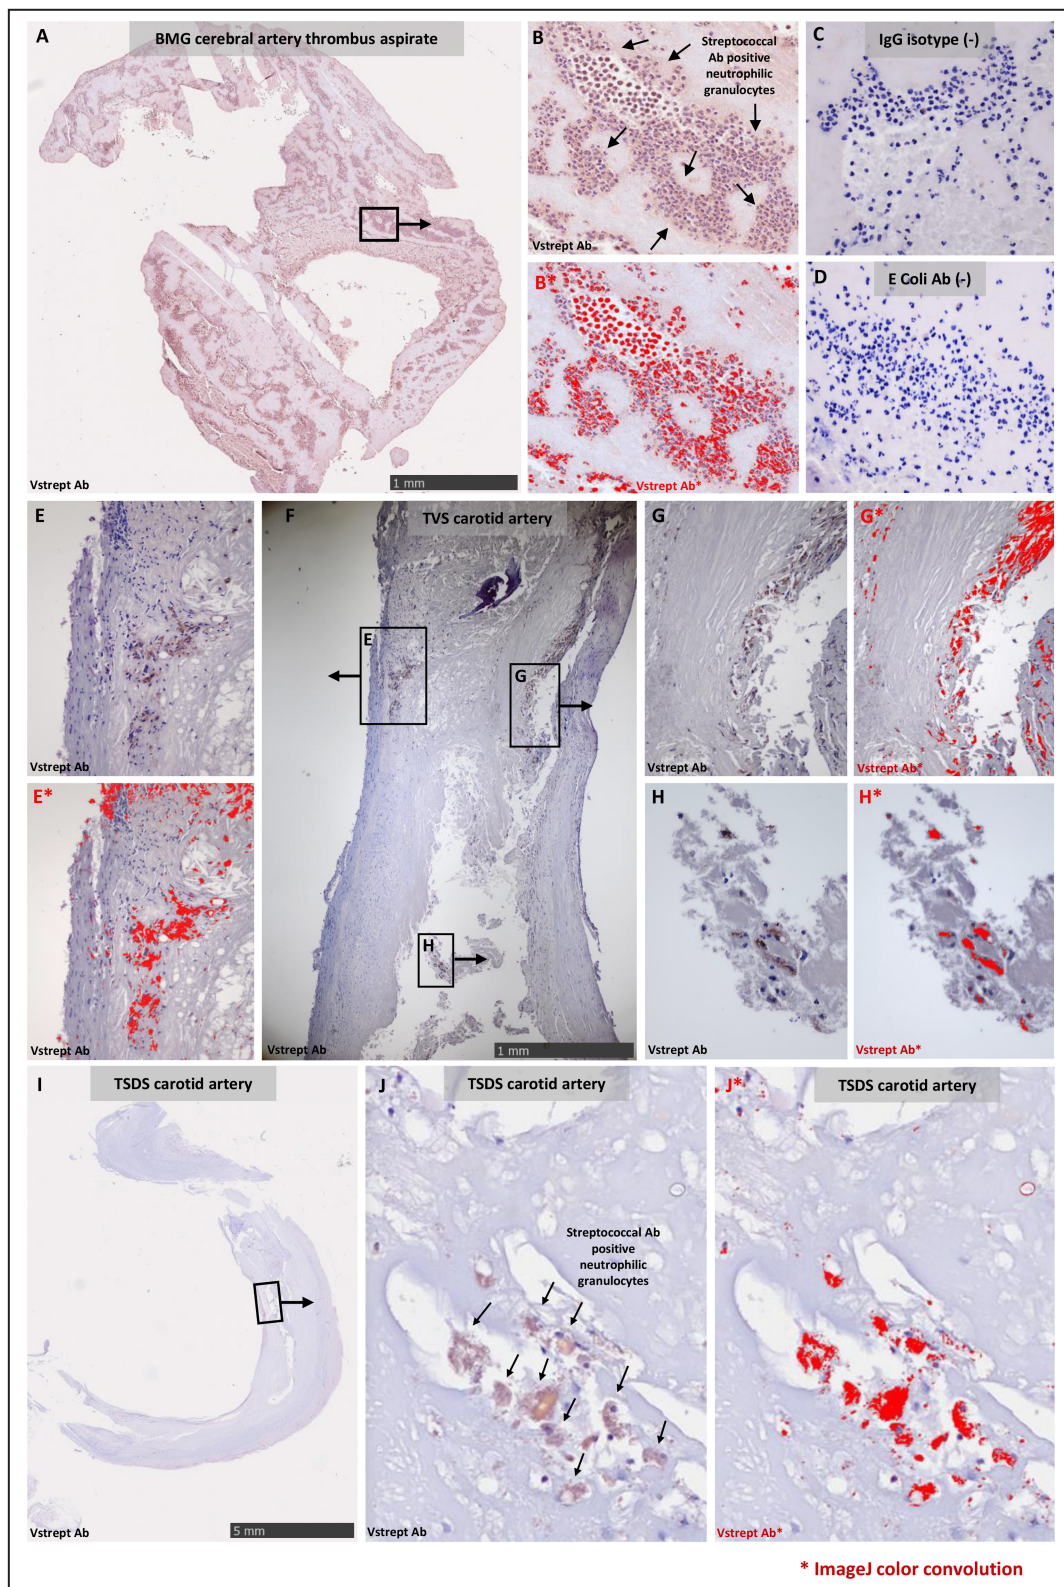 A
BMG cerebral artery thrombus aspirate
Vstrept Ab
1 mm
B
Streptococcal
Ab positive
neutrophilic
granulocytes
Vstrept Ab
C
IgG isotype (-)
B*
Vstrept Ab*
D
E Coli Ab (-)
E
Vstrept Ab
F
TVS carotid artery
E
G
H
Vstrept Ab
1 mm
G
Vstrept Ab
G*
Vstrept Ab*
E*
Vstrept Ab
H
Vstrept Ab
H*
Vstrept Ab*
I
TSDS carotid artery
Vstrept Ab
5 mm
J
TSDS carotid artery
Streptococcal Ab
positive
neutrophilic
granulocytes
Vstrept Ab
J*
TSDS carotid artery
Vstrept Ab*
* ImageJ color convolution